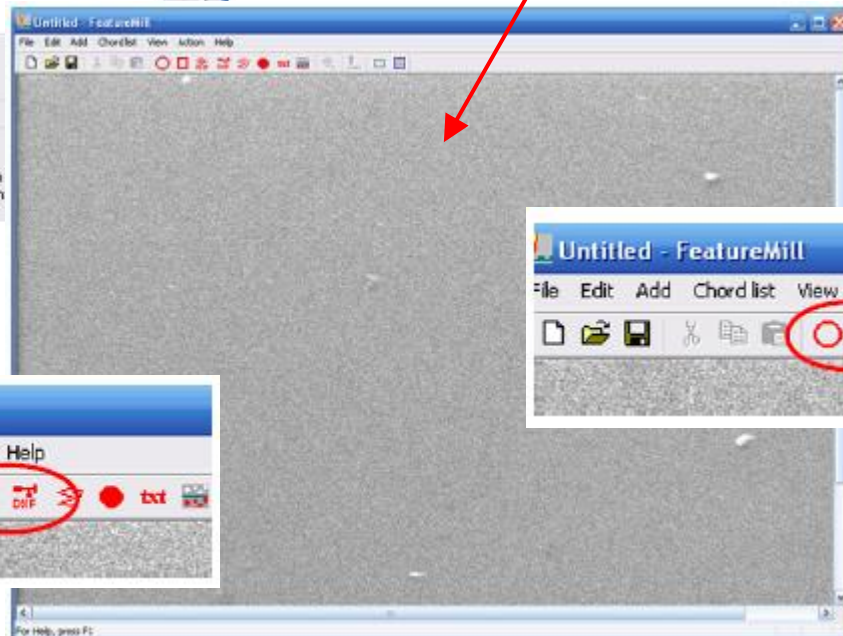 Untitled - FeatureMill
File Edit Add Chordlist View Action Help
txt
Untitled - FeatureMill
File Edit Add Chord list View
Help
DXF
txt
For Help, press F1